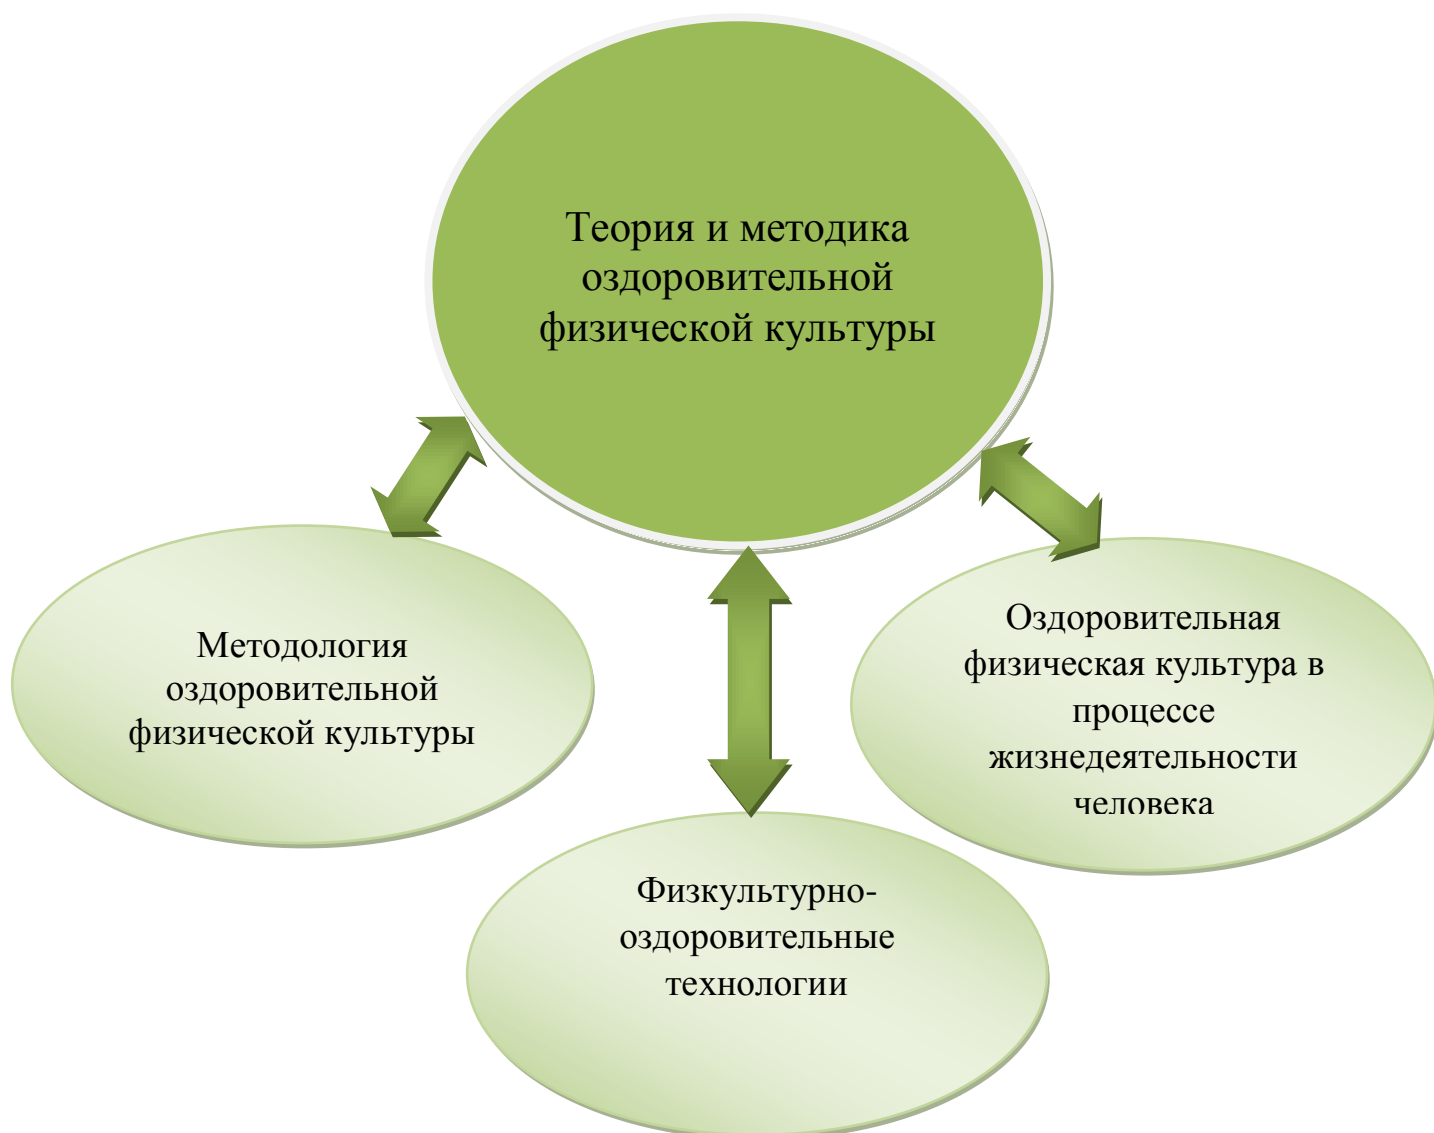 Теория и методика
оздоровительной
физической культуры
Методология
оздоровительной
физической культуры
Оздоровительная
физическая культура в
процессе
жизнедеятельности
человека
Физкультурно-
оздоровительные
технологии